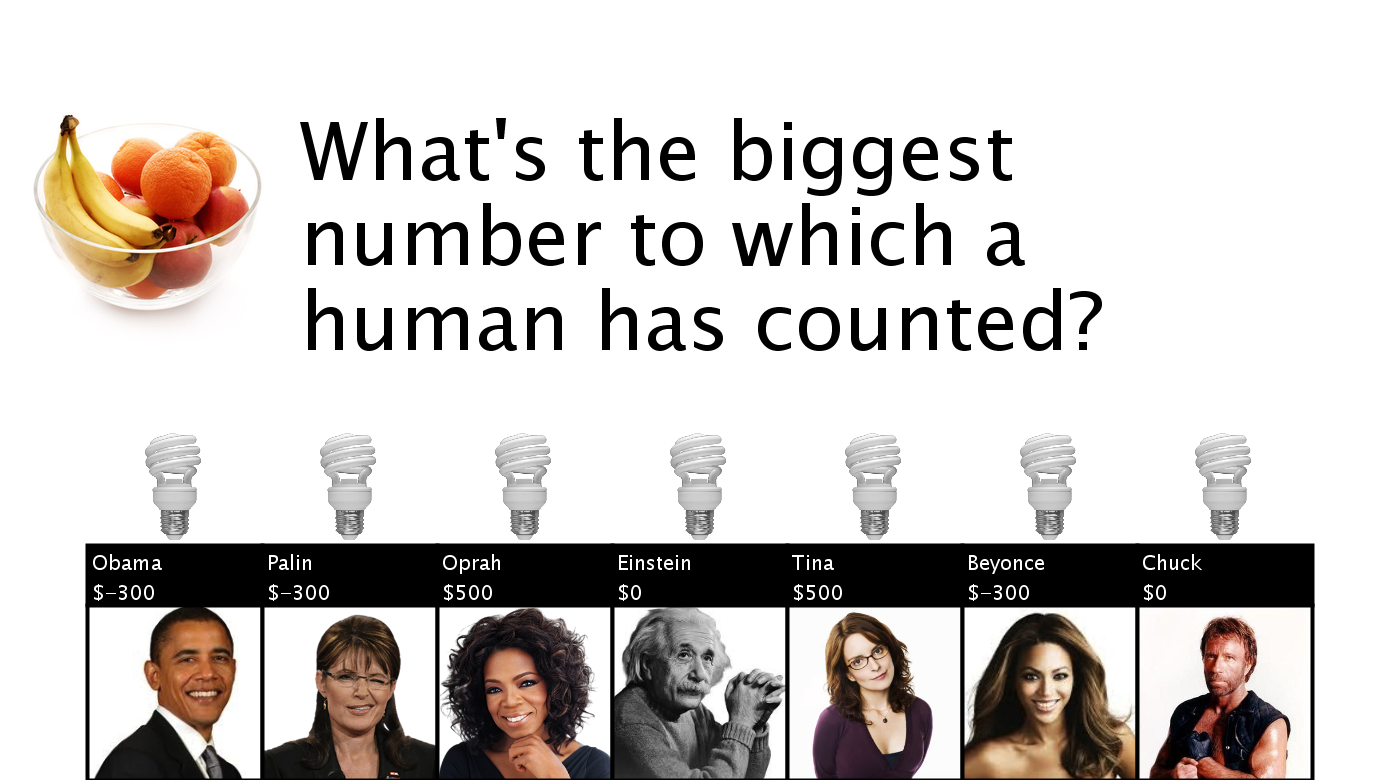 What's the biggest
number to which a
human has counted?
Obama
$-300
Palin
$-300
Oprah
$500
Einstein
$0
Tina
$500
Beyonce
$-300
Chuck
$0